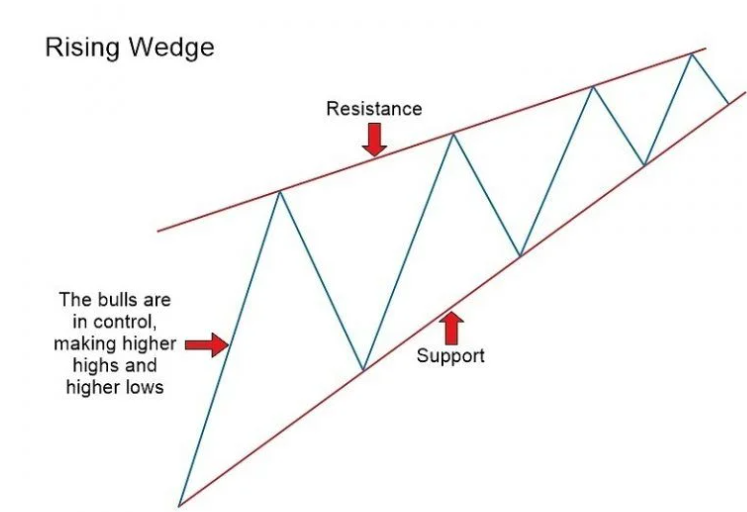 Rising Wedge
Resistance
The bulls are
in control,
making higher
highs and
higher lows
Support